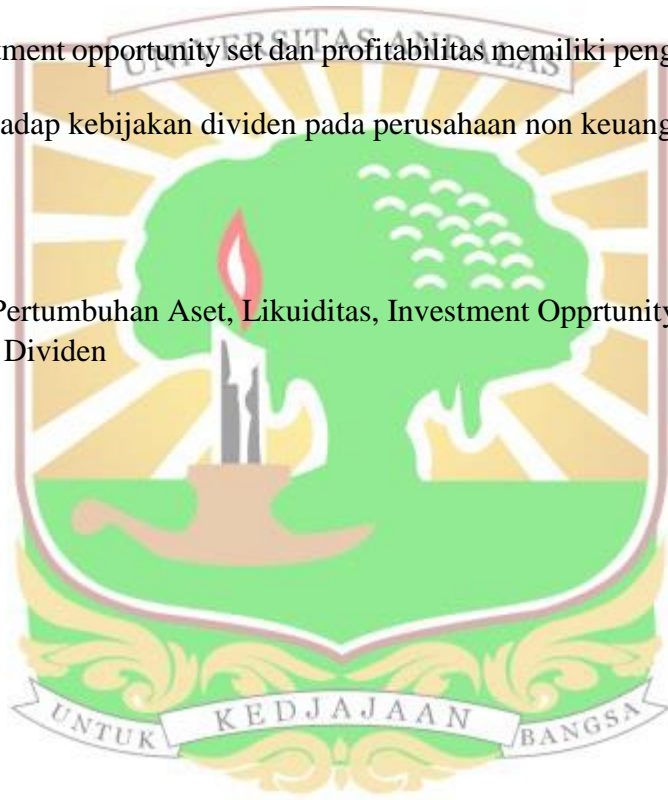 tment opportunity set dan profitabilitas memiliki peng
UNIVERSITAS ANDALAS
adap kebijakan dividen pada perusahaan non keuang
Pertumbuhan Aset, Likuiditas, Investment Opprtunity
Dividen
UNTUK KEDJAJAAN BANGSA